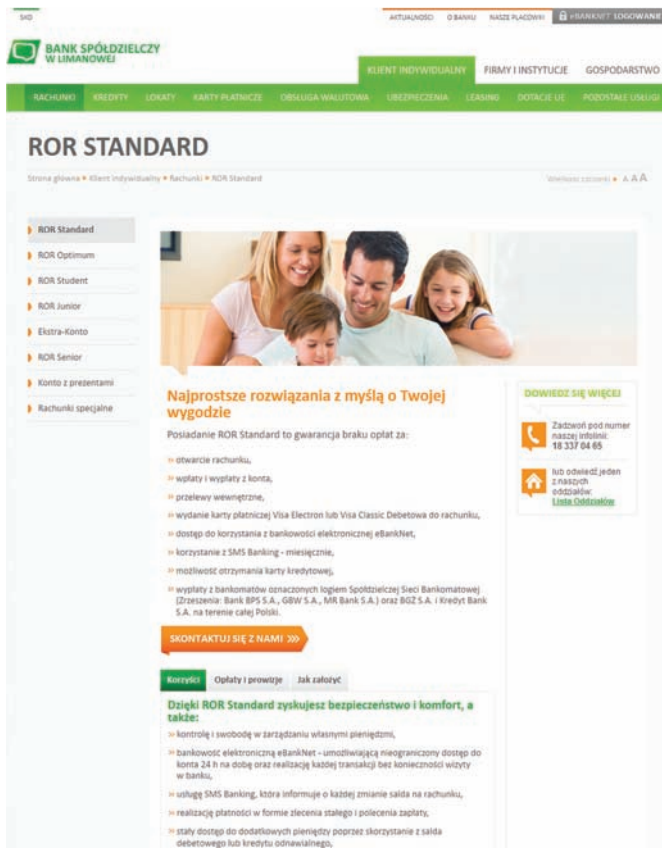 SKO
AKTUALNOŚCI O BANKU NASZE PLACÓWKI eBANKNET LOGOWANIE
BANK SPÓŁDZIELCZY
W LIMANOWEJ
KLIENT INDYWIDUALNY FIRMY I INSTYTUCJE GOSPODARSTWO
RACHUNKI KREDYTY LOKATY KARTY PŁATNICZE OBSŁUGA WALUTOWA UBEZPIECZENIA LEASING DOTACJE UE POZOSTAŁE USŁUGI
ROR STANDARD
Strona główna Klient indywidualny Rachunki ROR Standard
Wielkość czcionki A A A
ROR Standard
ROR Optimum
ROR Student
ROR Junior
Ekstra-Konto
ROR Senior
Konto z prezentami
Rachunki specjalne
Najprostsze rozwiązania z myślą o Twojej
wygodzie
Posiadanie ROR Standard to gwarancja braku opłat za:
otwarcie rachunku,
wpłaty i wypłaty z konta,
przelewy wewnętrzne,
wydanie karty płatniczej Visa Electron lub Visa Classic Debetowa do rachunku,
dostęp do korzystania z bankowości elektronicznej eBankNet,
korzystanie z SMS Banking - miesięcznie,
możliwość otrzymania karty kredytowej,
wypłaty z bankomatów oznaczonych logiem Spółdzielczej Sieci Bankomatowej
(Zrzeszenia: Bank BPS S.A., GBW S.A., MR Bank S.A.) oraz BGŻ S.A. i Kredyt Bank
S.A. na terenie całej Polski.
SKONTAKTUJ SIĘ Z NAMI
DOWIEDZ SIĘ WIĘCEJ
Zadzwoń pod numer
naszej infolinii:
18 337 04 65
lub odwiedź jeden
z naszych
oddziałów:
Lista Oddziałów
Korzyści Opłaty i prowizje Jak założyć
Dzięki ROR Standard zyskujesz bezpieczeństwo i komfort, a
także:
kontrolę i swobodę w zarządzaniu własnymi pieniędzmi,
bankowość elektroniczną eBankNet - umożliwiającą nieograniczony dostęp do
konta 24 h na dobę oraz realizację każdej transakcji bez konieczności wizyty
w banku,
usługę SMS Banking, która informuje o każdej zmianie salda na rachunku,
realizację płatności w formie zlecenia stałego i polecenia zapłaty,
stały dostęp do dodatkowych pieniędzy poprzez skorzystanie z salda
debetowego lub kredytu odnawialnego,